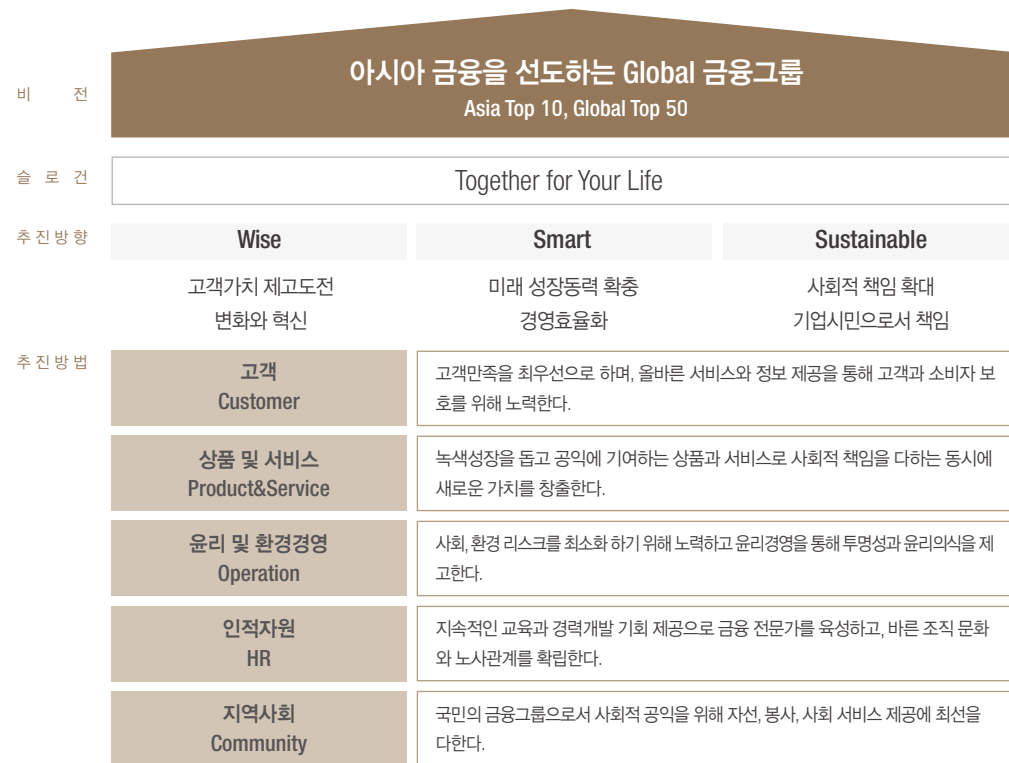 비 전
아시아 금융을 선도하는 Global 금융그룹
Asia Top 10, Global Top 50
슬 로 건
Together for Your Life
추 진 방 향
Wise
Smart
Sustainable
고객가치 제고도전
변화와 혁신
미래 성장동력 확충
경영효율화
사회적 책임 확대
기업시민으로서 책임
추 진 방 법
고객
Customer
고객만족을 최우선으로 하며, 올바른 서비스와 정보 제공을 통해 고객과 소비자 보
호를 위해 노력한다.
상품 및 서비스
Product&Service
녹색성장을 돕고 공익에 기여하는 상품과 서비스로 사회적 책임을 다하는 동시에
새로운 가치를 창출한다.
윤리 및 환경경영
Operation
사회, 환경 리스크를 최소화 하기 위해 노력하고 윤리경영을 통해 투명성과 윤리의식을 제
고한다.
인적자원
HR
지속적인 교육과 경력개발 기회 제공으로 금융 전문가를 육성하고, 바른 조직 문화
와 노사관계를 확립한다.
지역사회
Community
국민의 금융그룹으로서 사회적 공익을 위해 자선, 봉사, 사회 서비스 제공에 최선을
다한다.